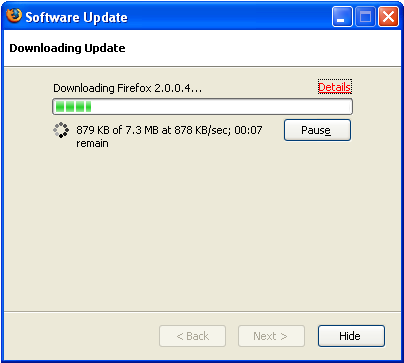 Software Update
Downloading Update
Downloading Firefox 2.0.0.4...
Details
879 KB of 7.3 MB at 878 KB/sec; 00:07
remain
Pause
< Back
Next >
Hide